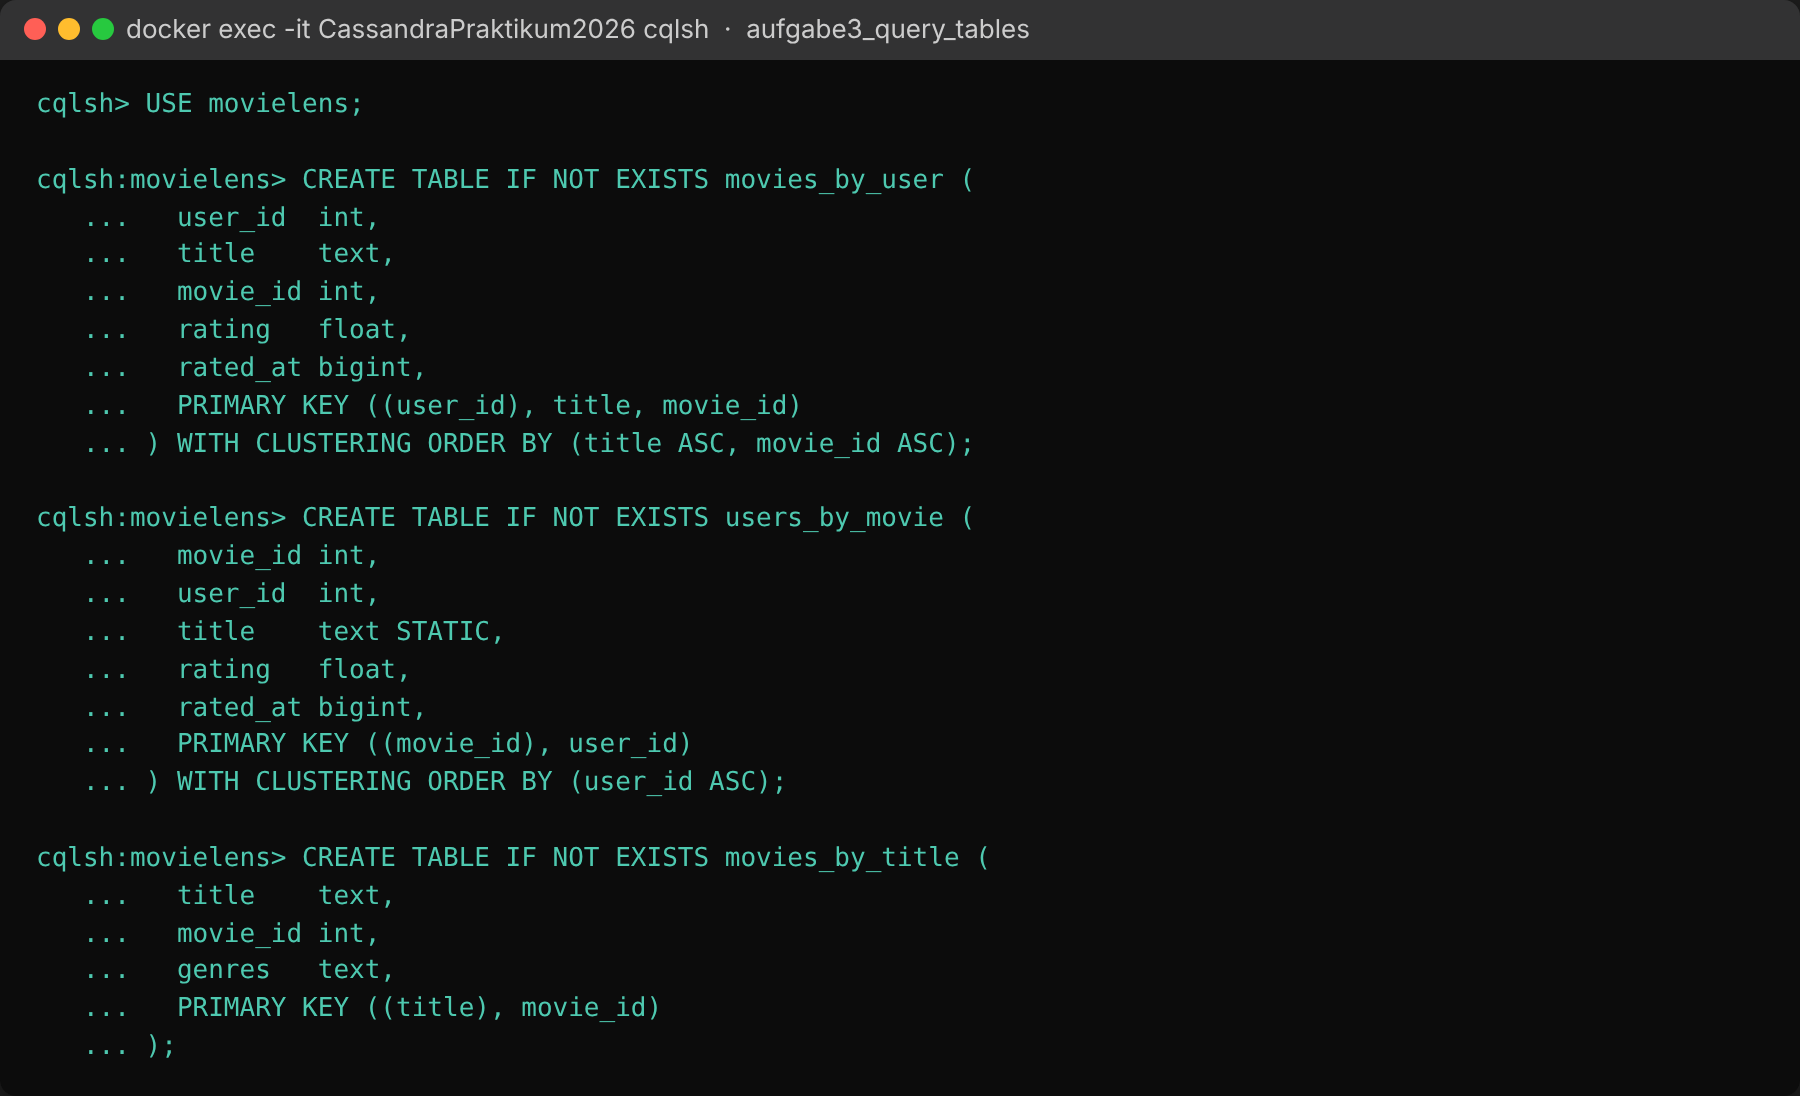 docker exec -it CassandraPraktikum2026 cqlsh · aufgabe3_query_tables
cqlsh> USE movielens;
cqlsh:movielens> CREATE TABLE IF NOT EXISTS movies_by_user (
   ...   user_id  int,
   ...   title    text,
   ...   movie_id int,
   ...   rating   float,
   ...   rated_at bigint,
   ...   PRIMARY KEY ((user_id), title, movie_id)
   ... ) WITH CLUSTERING ORDER BY (title ASC, movie_id ASC);
cqlsh:movielens> CREATE TABLE IF NOT EXISTS users_by_movie (
   ...   movie_id int,
   ...   user_id  int,
   ...   title    text STATIC,
   ...   rating   float,
   ...   rated_at bigint,
   ...   PRIMARY KEY ((movie_id), user_id)
   ... ) WITH CLUSTERING ORDER BY (user_id ASC);
cqlsh:movielens> CREATE TABLE IF NOT EXISTS movies_by_title (
   ...   title    text,
   ...   movie_id int,
   ...   genres   text,
   ...   PRIMARY KEY ((title), movie_id)
   ... );